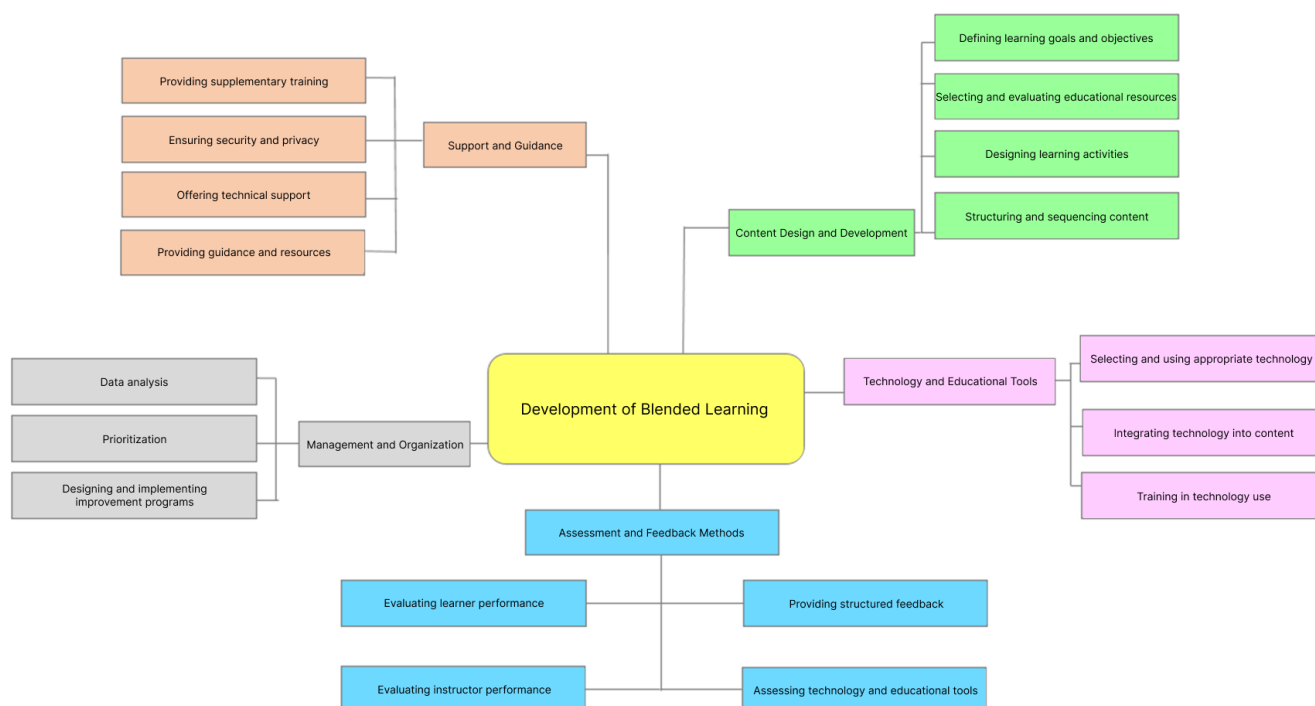 Defining learning goals and objectives
Providing supplementary training
Selecting and evaluating educational resources
Ensuring security and privacy
Support and Guidance
Designing learning activities
Offering technical support
Structuring and sequencing content
Content Design and Development
Providing guidance and resources
Selecting and using appropriate technology
Data analysis
Technology and Educational Tools
Development of Blended Learning
Prioritization
Management and Organization
Integrating technology into content
Designing and implementing
improvement programs
Training in technology use
Assessment and Feedback Methods
Evaluating learner performance
Providing structured feedback
Evaluating instructor performance
Assessing technology and educational tools